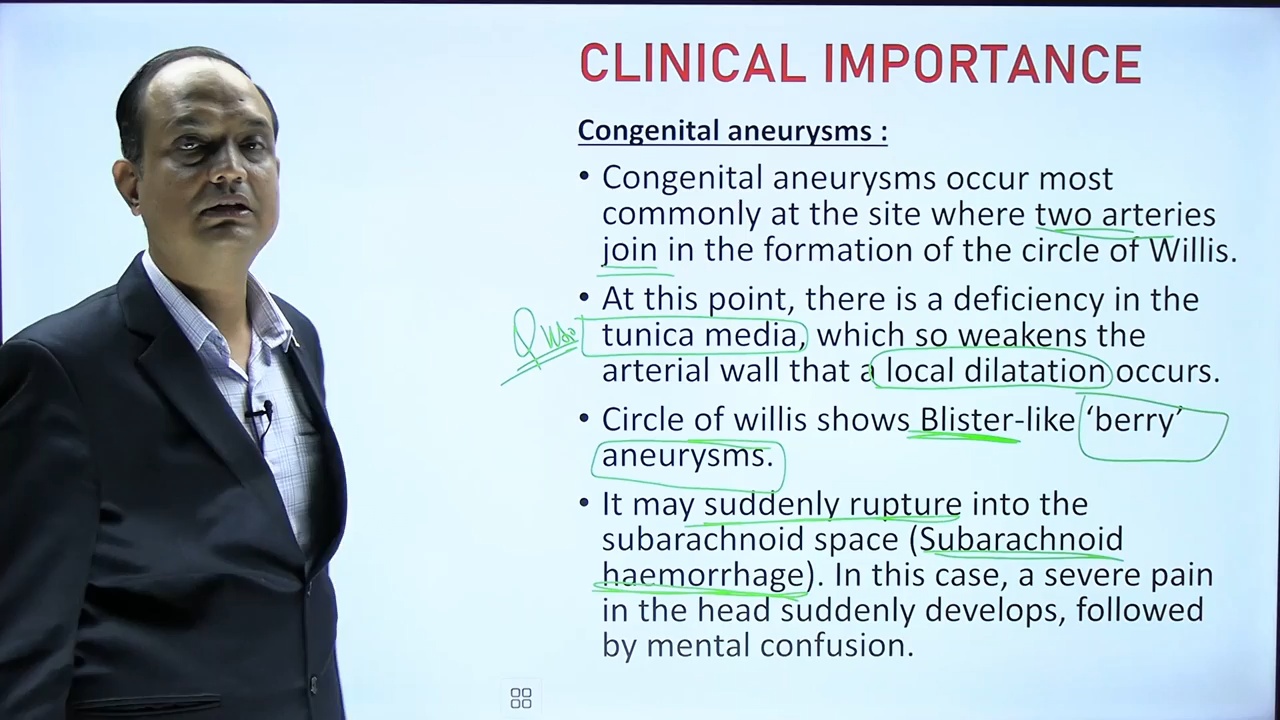 CLINICAL IMPORTANCE
Congenital aneurysms :
• Congenital aneurysms occur most
commonly at the site where two arteries
join in the formation of the circle of Willis.
• At this point, there is a deficiency in the
tunica media, which so weakens the
arterial wall that a local dilatation occurs.
• Circle of willis shows Blister-like ‘berry’
aneurysms.
• It may suddenly rupture into the
subarachnoid space (Subarachnoid
haemorrhage). In this case, a severe pain
in the head suddenly develops, followed
by mental confusion.